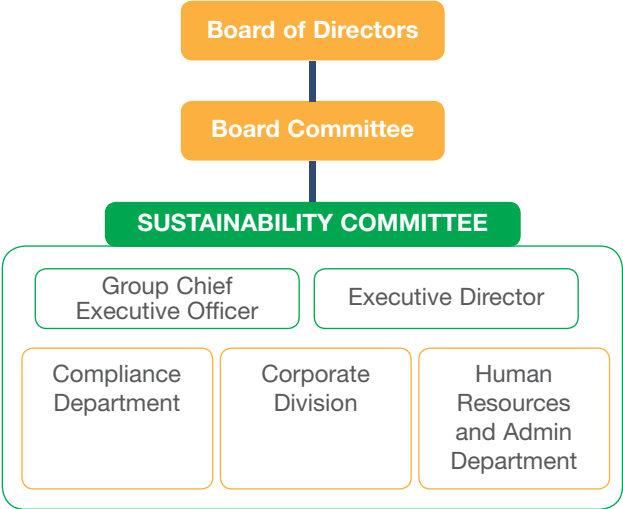 Board of Directors
Board Committee
SUSTAINABILITY COMMITTEE
Group Chief
Executive Officer
Executive Director
Compliance
Department
Corporate
Division
Human
Resources
and Admin
Department